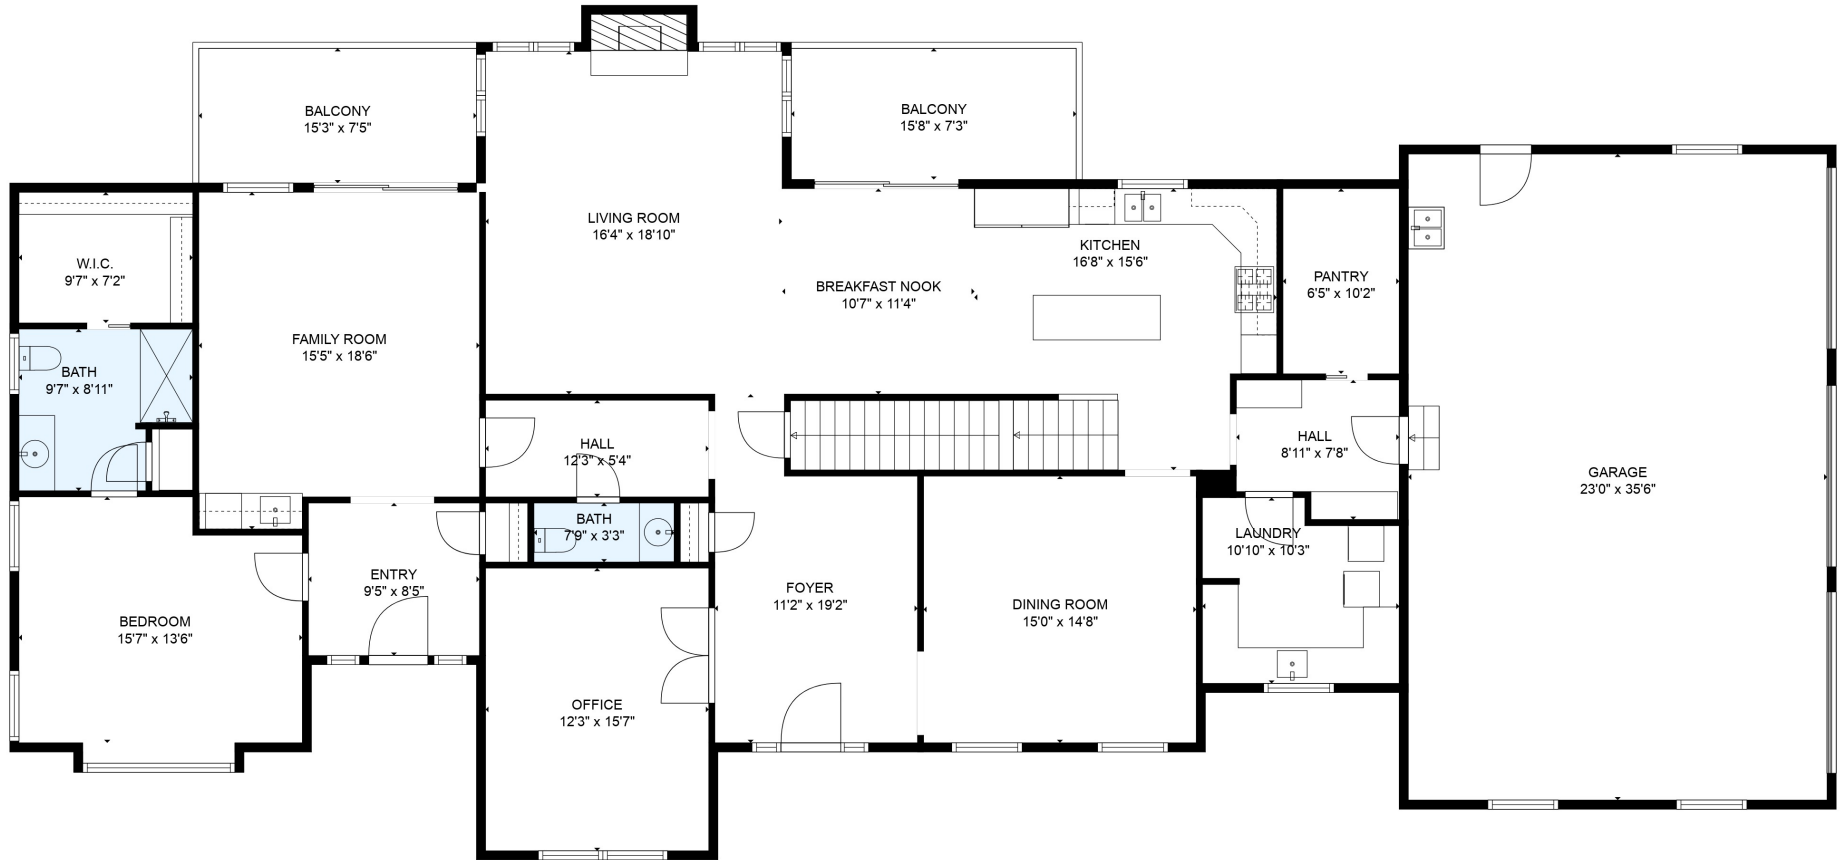 BALCONY
15'3" x 7'5"
BALCONY
15'8" x 7'3"
LIVING ROOM
16'4" x 18'10"
KITCHEN
16'8" x 15'6"
W.I.C.
9'7" x 7'2"
BREAKFAST NOOK
10'7" x 11'4"
PANTRY
6'5" x 10'2"
FAMILY ROOM
15'5" x 18'6"
BATH
9'7" x 8'11"
HALL
12'3" x 5'4"
HALL
8'11" x 7'8"
GARAGE
23'0" x 35'6"
BATH
7'9" x 3'3"
LAUNDRY
10'10" x 10'3"
ENTRY
9'5" x 8'5"
FOYER
11'2" x 19'2"
DINING ROOM
15'0" x 14'8"
BEDROOM
15'7" x 13'6"
OFFICE
12'3" x 15'7"